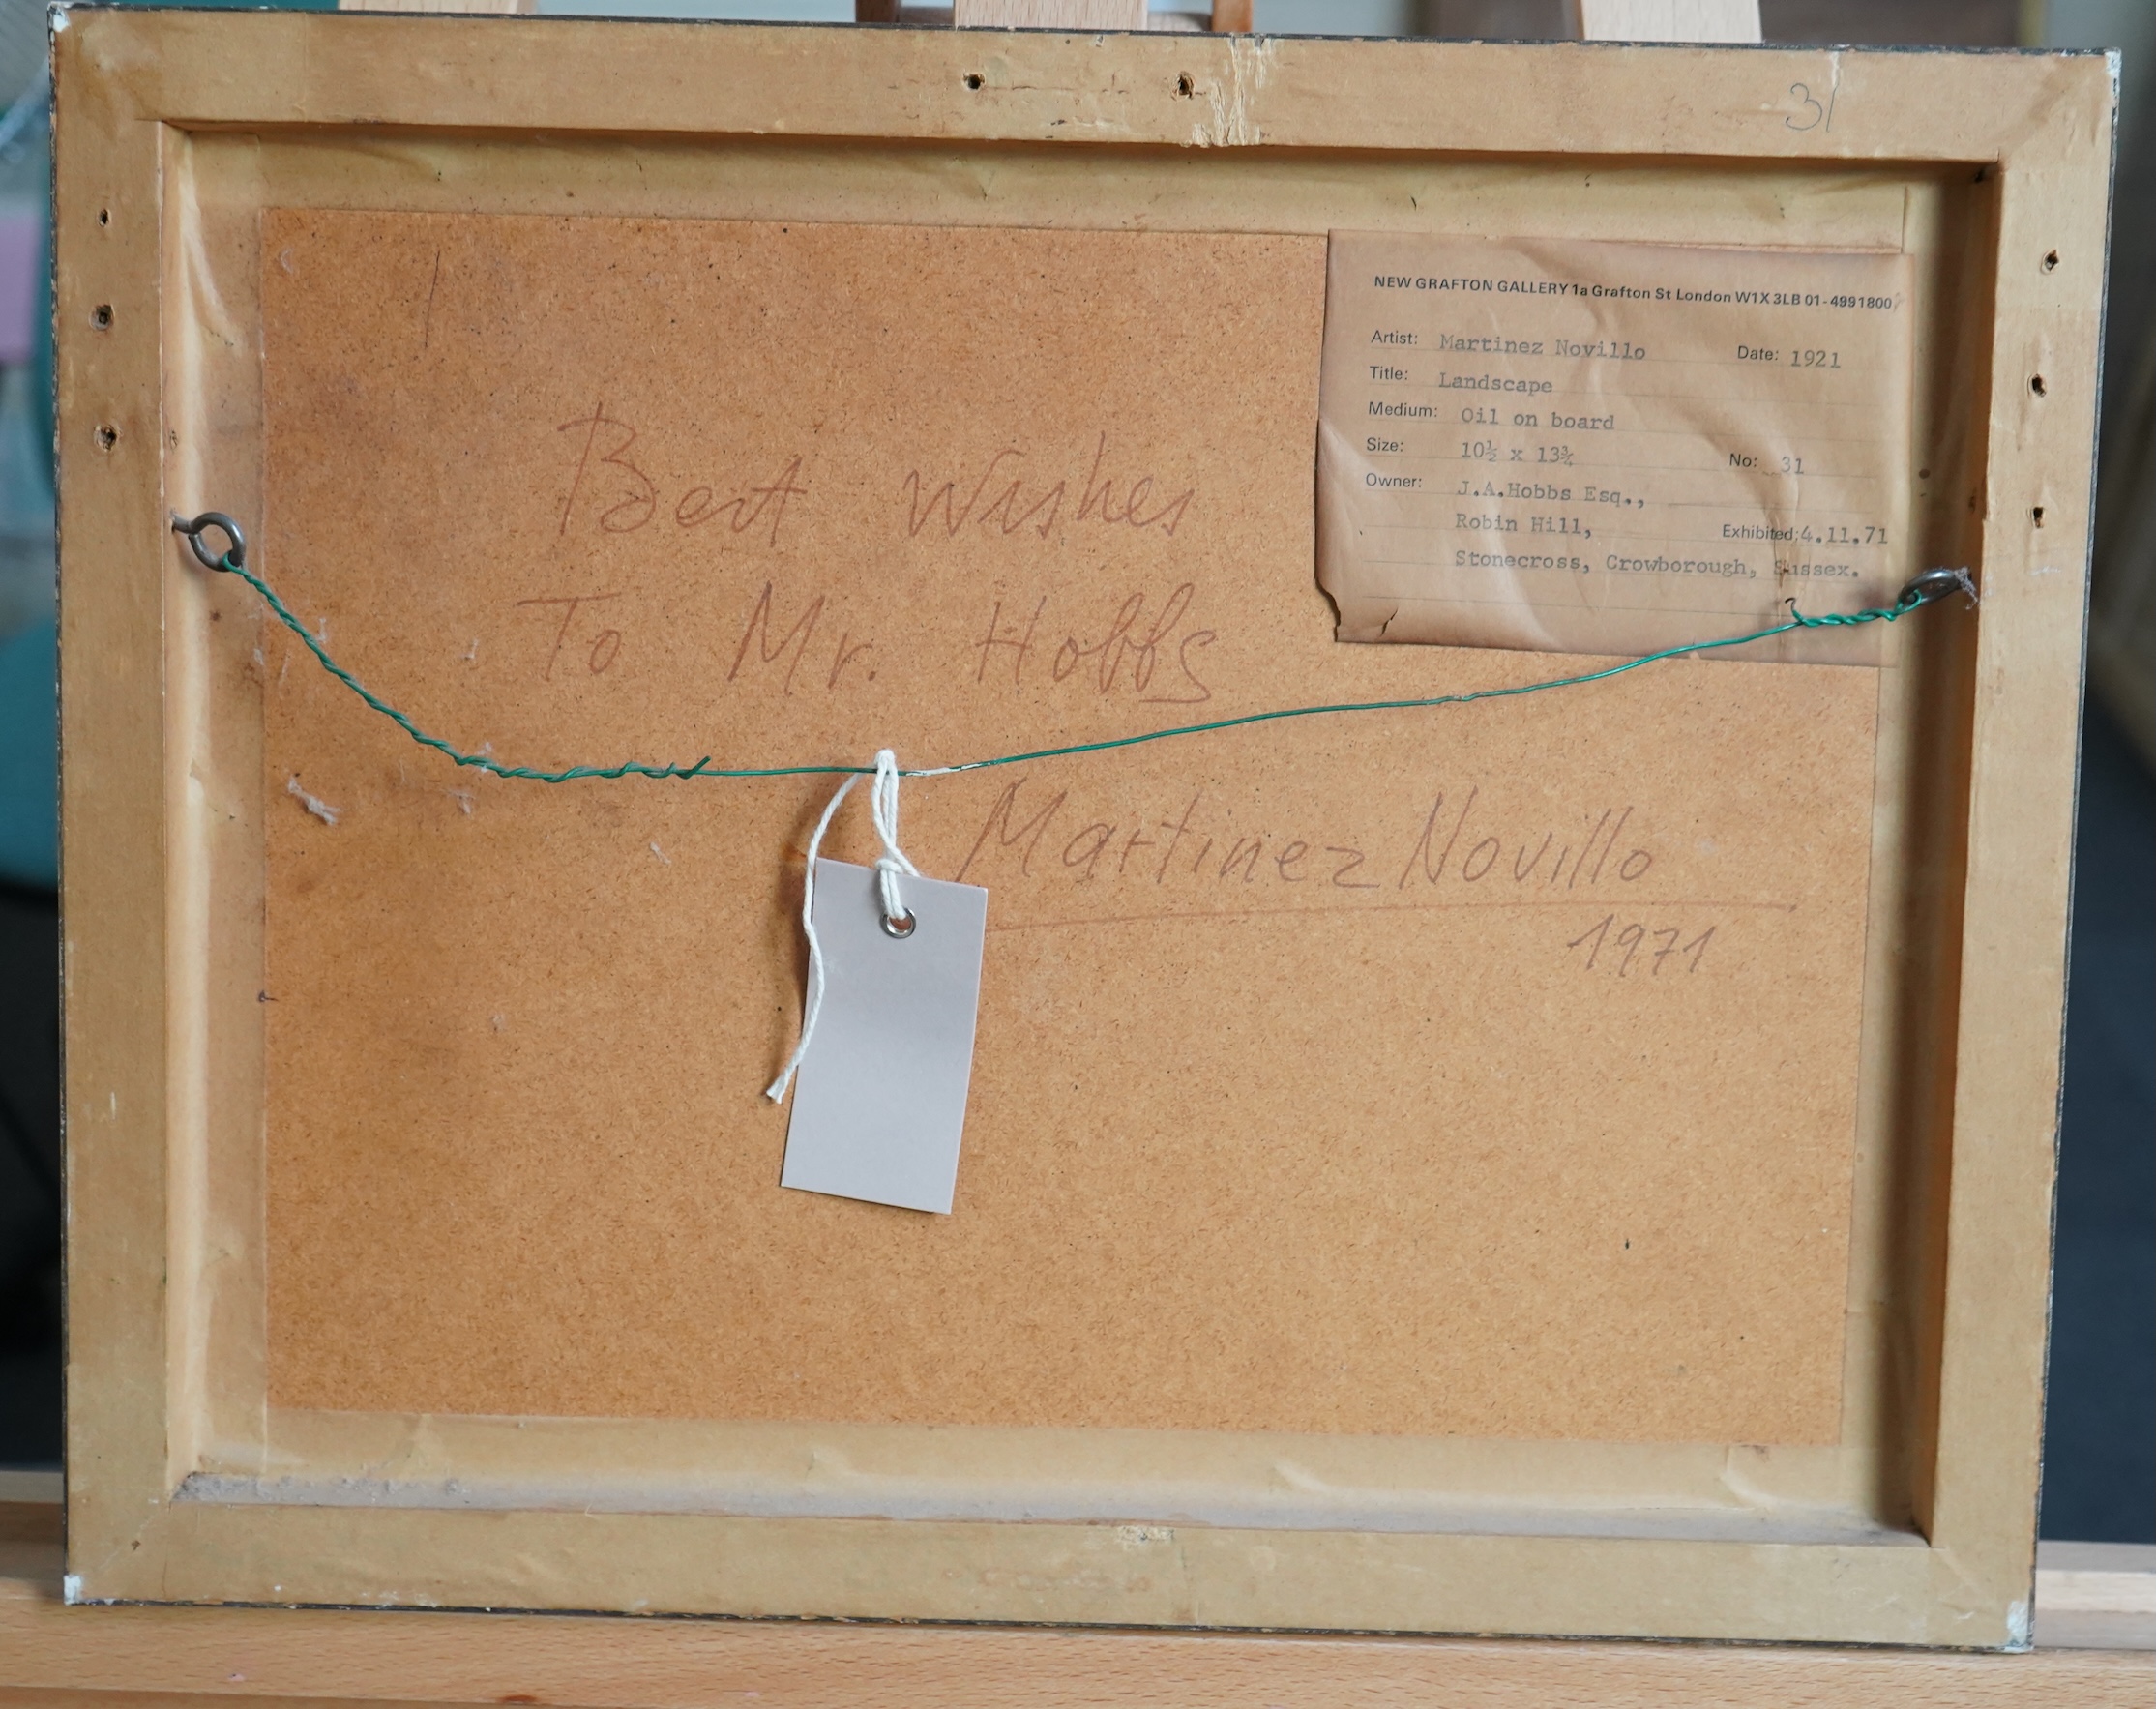 31
NEW GRAFTON GALLERY 1a Grafton St London W1X 3LB 01-4991800
Artist: Martinez Novillo Date: 1921
Title: Landscape
Medium: Oil on board
Size: 10½ x 13¾ No: 31
Owner: J.A.Hobbs Esq.,
Robin Hill, Exhibited: 4.11.71
Stonecross, Crowborough, Sussex.
Best Wishes
To Mr. Hobbs
Martinez Novillo
1971